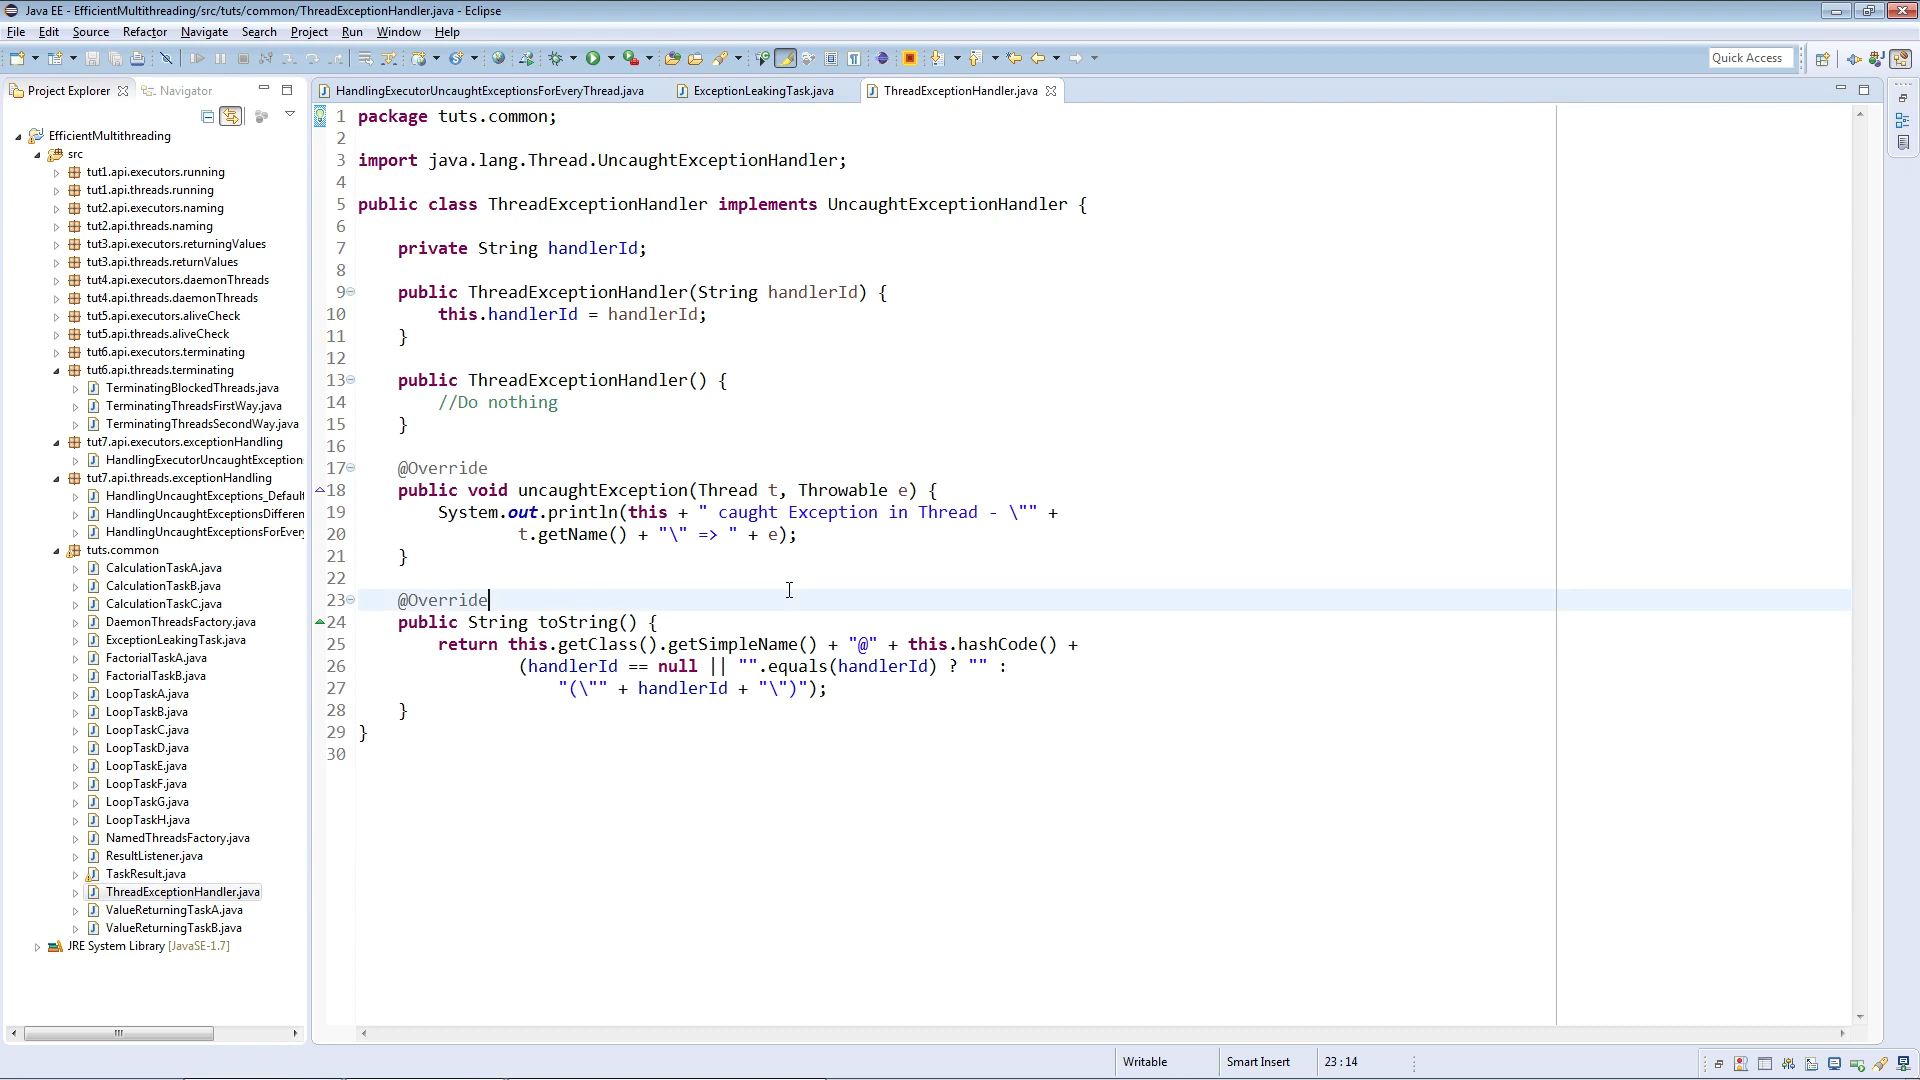 Java EE - EfficientMultithreading/src/tuts/common/ThreadExceptionHandler.java - Eclipse
File Edit Source Refactor Navigate Search Project Run Window Help
Quick Access
Project Explorer Navigator
EfficientMultithreading
src
tut1.api.executors.running
tut1.api.threads.running
tut2.api.executors.naming
tut2.api.threads.naming
tut3.api.executors.returningValues
tut3.api.threads.returnValues
tut4.api.executors.daemonThreads
tut4.api.threads.daemonThreads
tut5.api.executors.aliveCheck
tut5.api.threads.aliveCheck
tut6.api.executors.terminating
tut6.api.threads.terminating
TerminatingBlockedThreads.java
TerminatingThreadsFirstWay.java
TerminatingThreadsSecondWay.java
tut7.api.executors.exceptionHandling
HandlingExecutorUncaughtException
tut7.api.threads.exceptionHandling
HandlingUncaughtExceptions_Default
HandlingUncaughtExceptionsDifferen
HandlingUncaughtExceptionsForEver
tuts.common
CalculationTaskA.java
CalculationTaskB.java
CalculationTaskC.java
DaemonThreadsFactory.java
ExceptionLeakingTask.java
FactorialTaskA.java
FactorialTaskB.java
LoopTaskA.java
LoopTaskB.java
LoopTaskC.java
LoopTaskD.java
LoopTaskE.java
LoopTaskF.java
LoopTaskG.java
LoopTaskH.java
NamedThreadsFactory.java
ResultListener.java
TaskResult.java
ThreadExceptionHandler.java
ValueReturningTaskA.java
ValueReturningTaskB.java
JRE System Library [JavaSE-1.7]
HandlingExecutorUncaughtExceptionsForEveryThread.java ExceptionLeakingTask.java ThreadExceptionHandler.java
1 package tuts.common;
2
3 import java.lang.Thread.UncaughtExceptionHandler;
4
5 public class ThreadExceptionHandler implements UncaughtExceptionHandler {
6
7 private String handlerId;
8
9 public ThreadExceptionHandler(String handlerId) {
10 this.handlerId = handlerId;
11 }
12
13 public ThreadExceptionHandler() {
14 //Do nothing
15 }
16
17 @Override
18 public void uncaughtException(Thread t, Throwable e) {
19 System.out.println(this + " caught Exception in Thread - \"" +
20 t.getName() + "\" => " + e);
21 }
22
23 @Override
24 public String toString() {
25 return this.getClass().getSimpleName() + "@" + this.hashCode() +
26 (handlerId == null || "".equals(handlerId) ? "" :
27 "(\"" + handlerId + "\")");
28 }
29 }
30
Writable Smart Insert 23 : 14